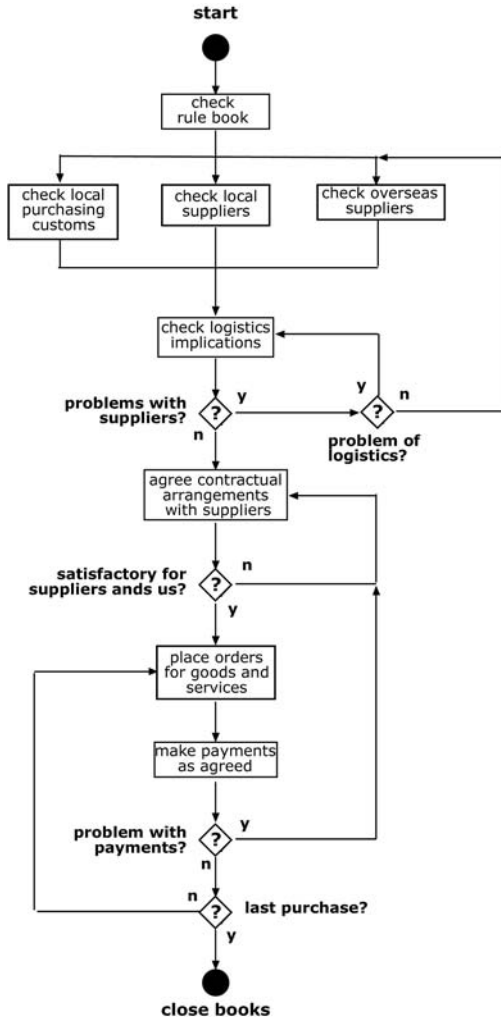 start
check
rule book
check local
purchasing
customs
check local
suppliers
check overseas
suppliers
check logistics
implications
problems with
suppliers?
?
y
n
?
y
n
problem of
logistics?
agree contractual
arrangements
with suppliers
satisfactory for
suppliers ands us?
?
n
y
place orders
for goods and
services
make payments
as agreed
problem with
payments?
?
y
n
n
?
last purchase?
y
close books